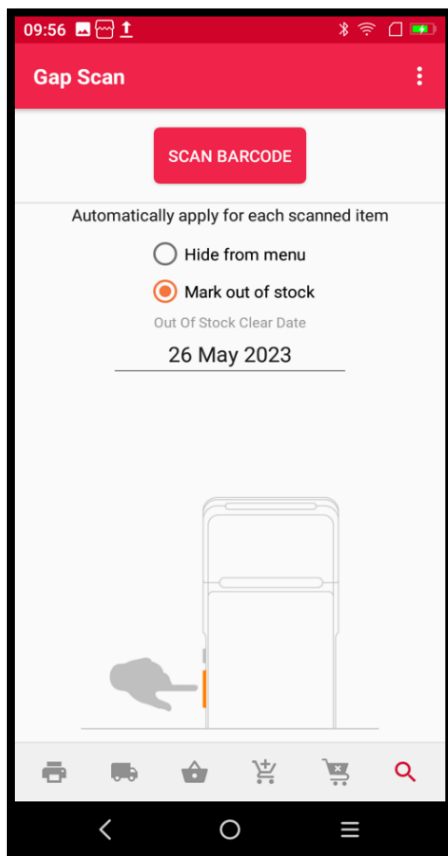 09:56
Gap Scan
SCAN BARCODE
Automatically apply for each scanned item
Hide from menu
Mark out of stock
Out Of Stock Clear Date
26 May 2023